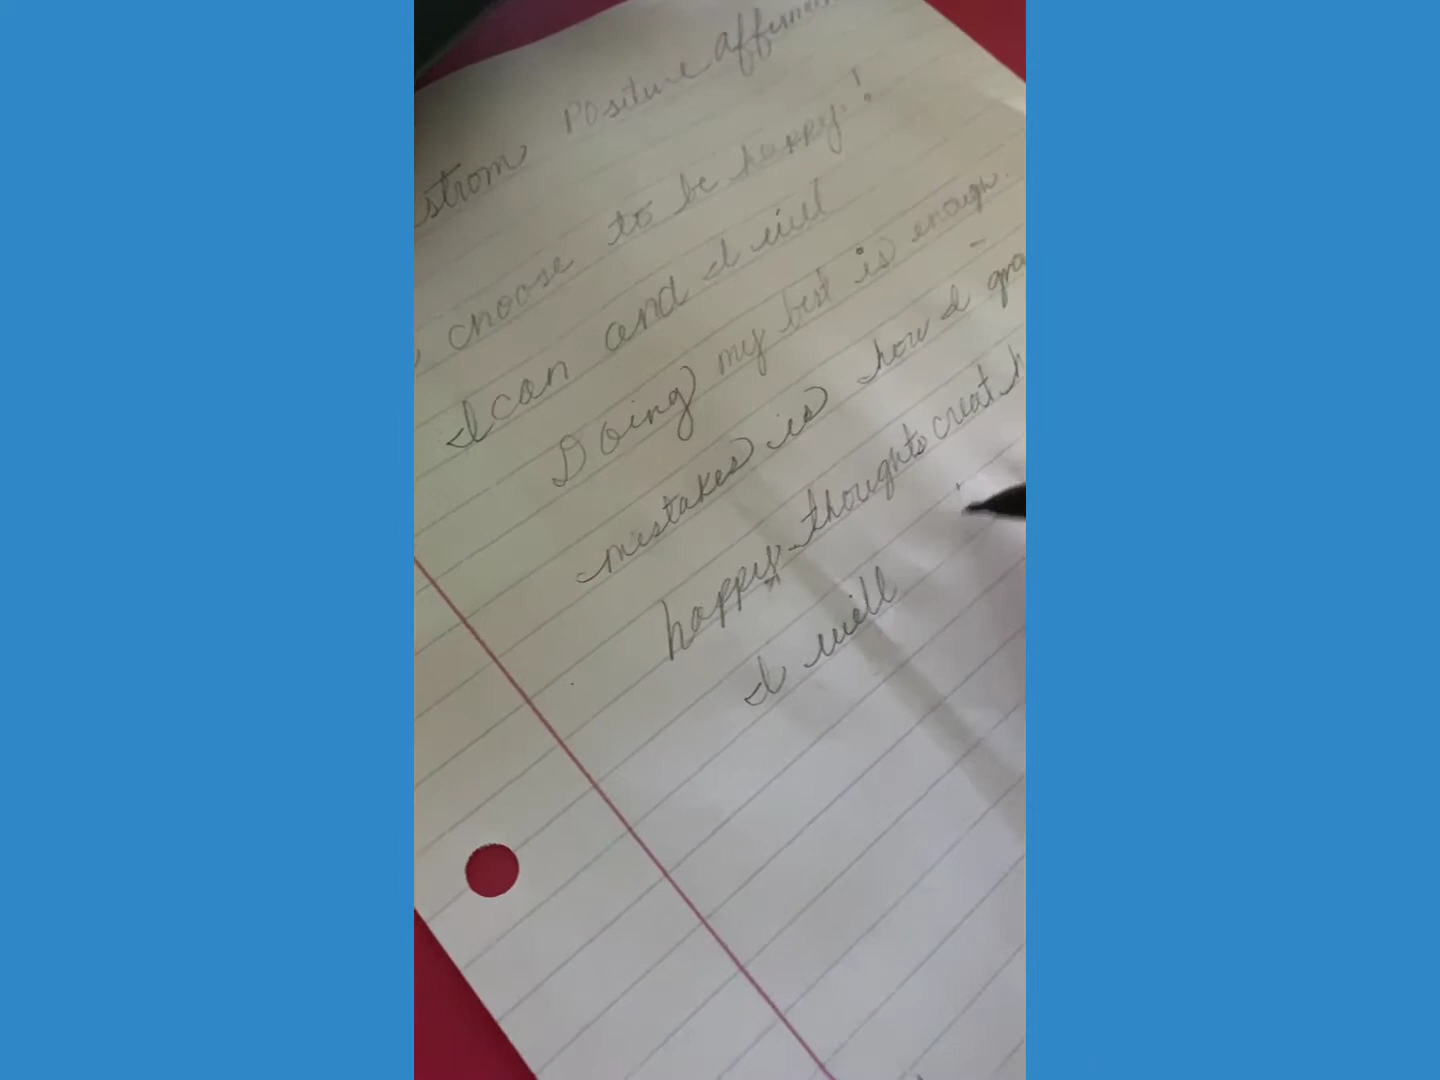 Positive
strom
choose to be happy!
I can and I will
Doing my best is enough.
mistakes is how I
happy thoughts creat
I will